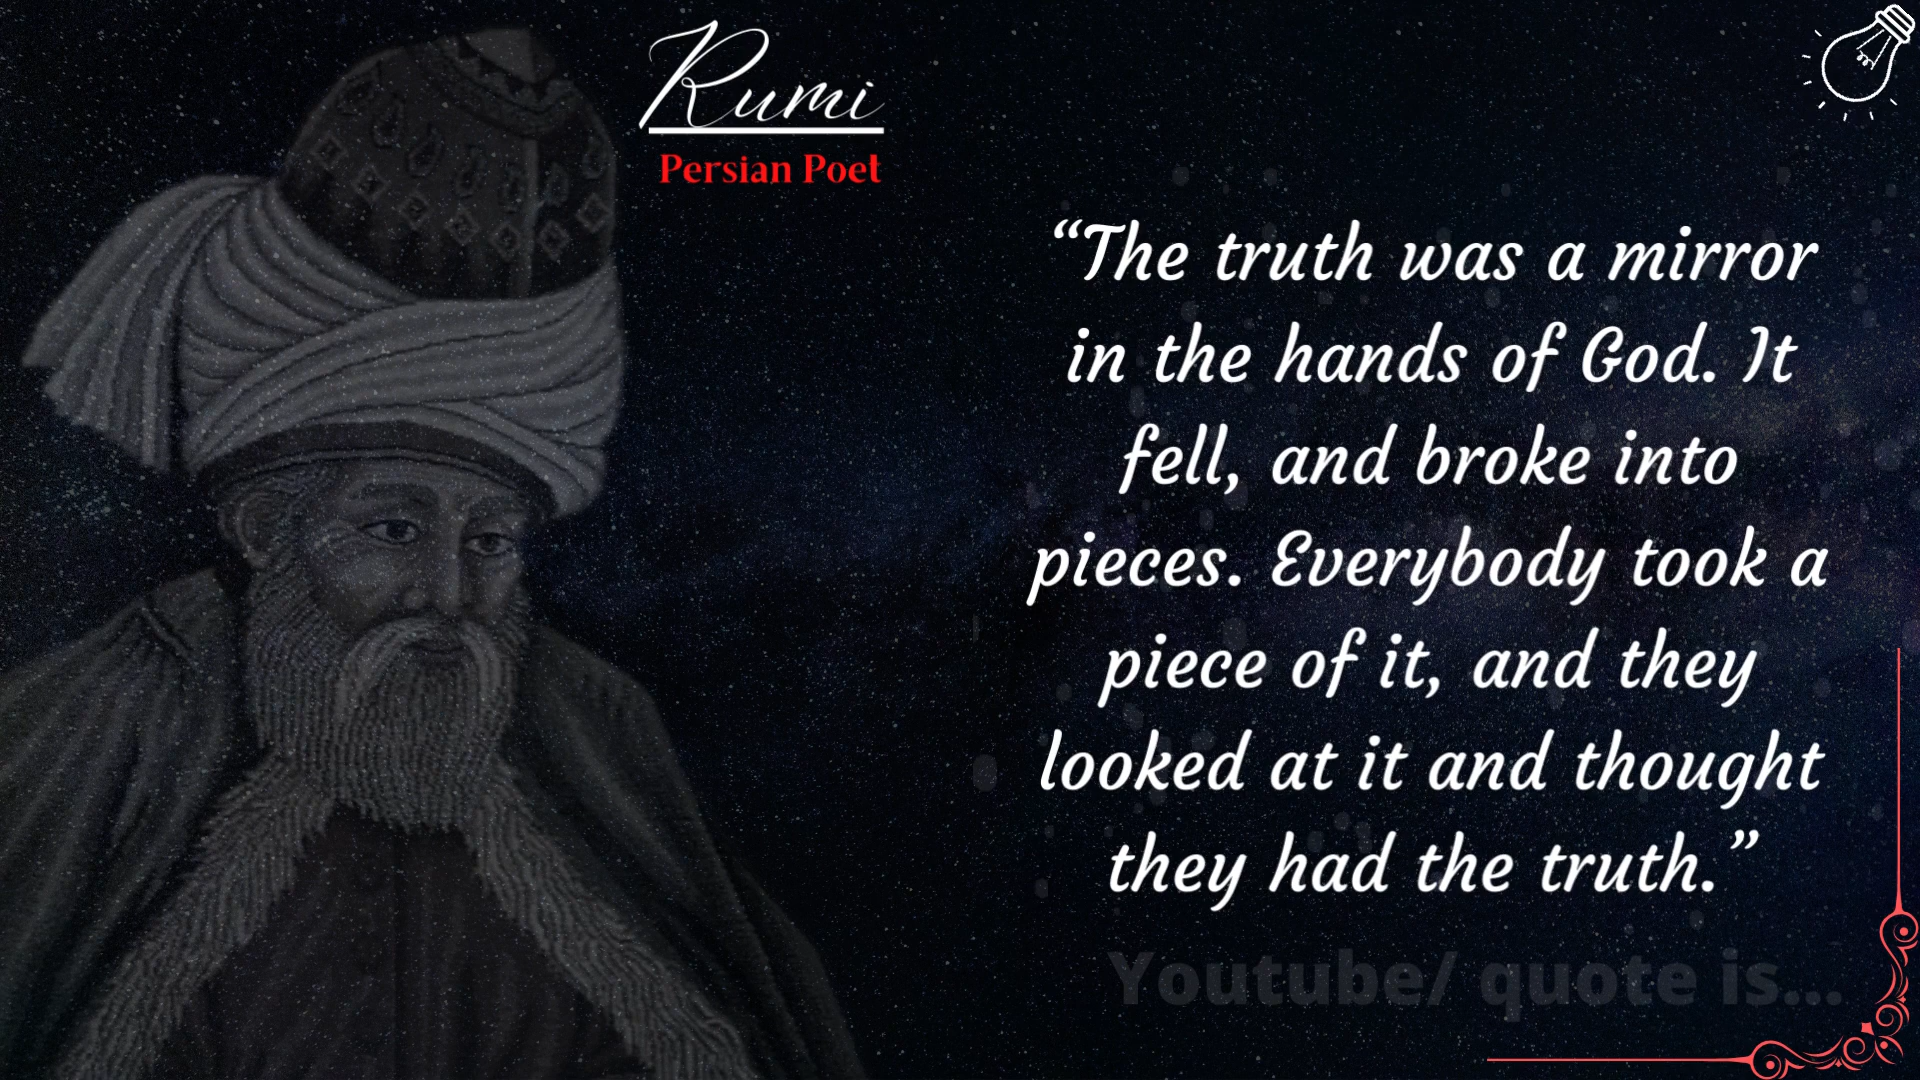 Rumi
Persian Poet
“The truth was a mirror
in the hands of God. It
fell, and broke into
pieces. Everybody took a
piece of it, and they
looked at it and thought
they had the truth.”
Youtube/ quote is...